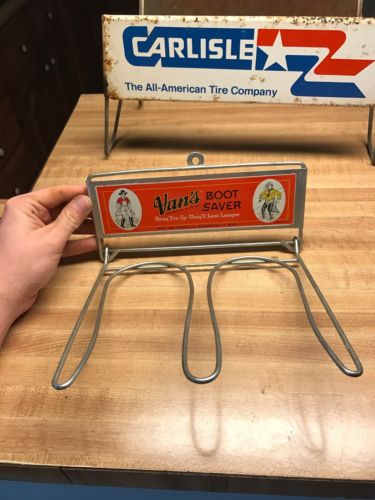 CARLISLE
The All-American Tire Company
Van's BOOT SAVER
Hang 'Em Up - They'll Last Longer